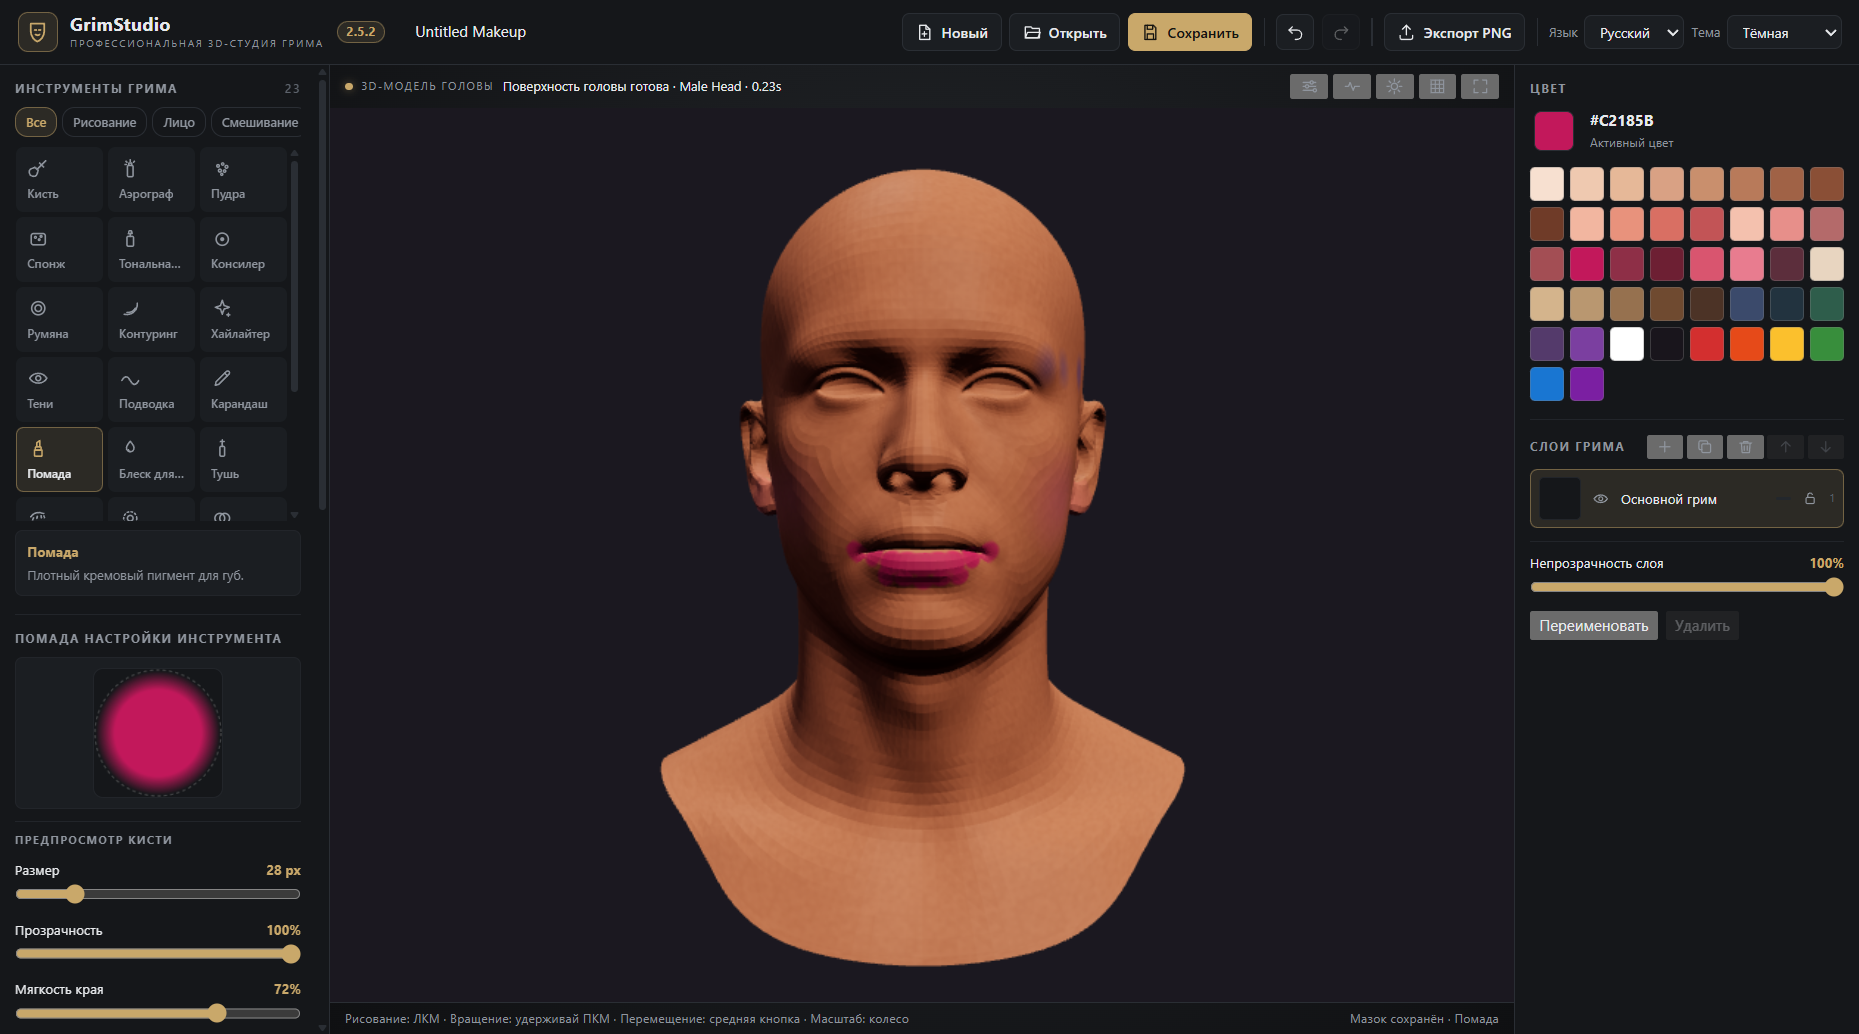 GrimStudio
ПРОФЕССИОНАЛЬНАЯ 3D-СТУДИЯ ГРИМА
2.5.2
Untitled Makeup
Новый
Открыть
Сохранить
Экспорт PNG
Язык
Русский
Тема
Тёмная
ИНСТРУМЕНТЫ ГРИМА
23
Все
Рисование
Лицо
Смешивание
Кисть
Аэрограф
Пудра
Спонж
Тональна...
Консилер
Румяна
Контуринг
Хайлайтер
Тени
Подводка
Карандаш
Помада
Блеск для...
Тушь
Помада
Плотный кремовый пигмент для губ.
ПОМАДА НАСТРОЙКИ ИНСТРУМЕНТА
ПРЕДПРОСМОТР КИСТИ
Размер
28 px
Прозрачность
100%
Мягкость края
72%
3D-МОДЕЛЬ ГОЛОВЫ
Поверхность головы готова · Male Head · 0.23s
Рисование: ЛКМ · Вращение: удерживай ПКМ · Перемещение: средняя кнопка · Масштаб: колесо
Мазок сохранён · Помада
ЦВЕТ
#C2185B
Активный цвет
СЛОИ ГРИМА
Основной грим
1
Непрозрачность слоя
100%
Переименовать
Удалить